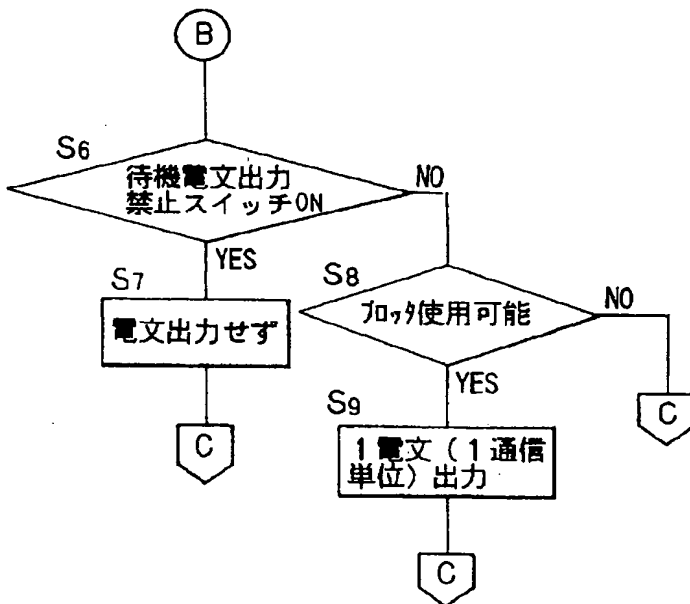 B
S6
待機電文出力
禁止スイッチON
NO
YES
S7
電文出力せず
C
S8
プロッタ使用可能
NO
YES
C
S9
1電文(1通信
単位)出力
C